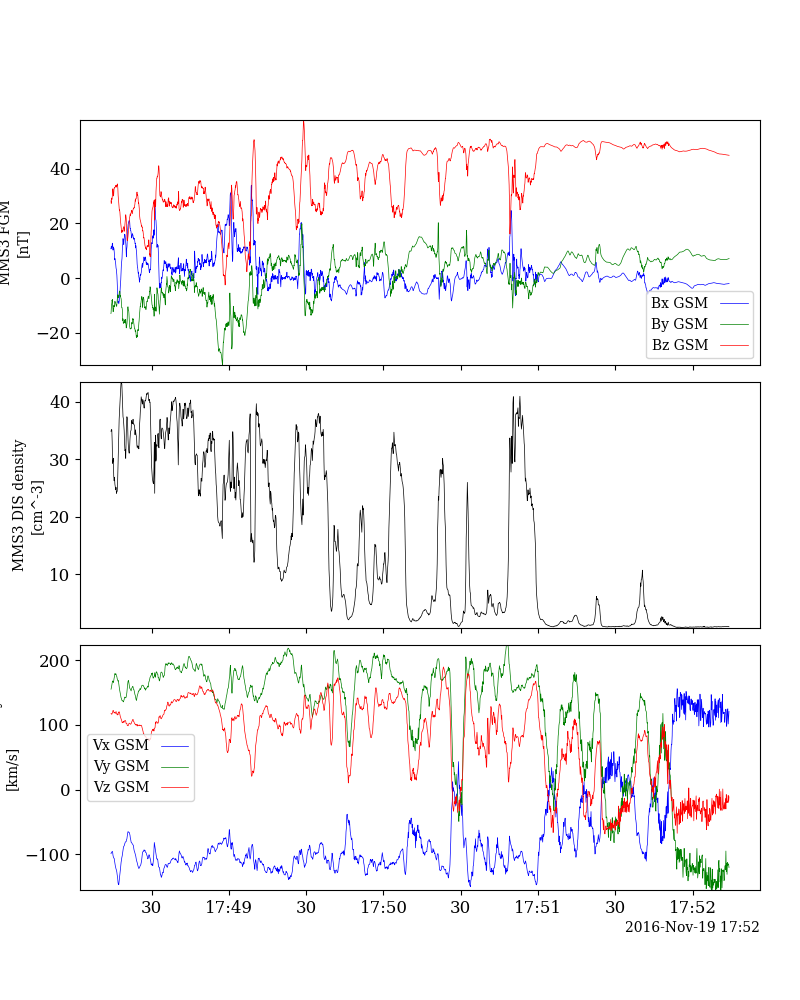 MMS3 FGM
[nT]
40
20
0
−20
Bx GSM
By GSM
Bz GSM
MMS3 DIS density
[cm^-3]
40
30
20
10
[km/s]
200
100
0
−100
Vx GSM
Vy GSM
Vz GSM
30 17:49 30 17:50 30 17:51 30 17:52
2016-Nov-19 17:52